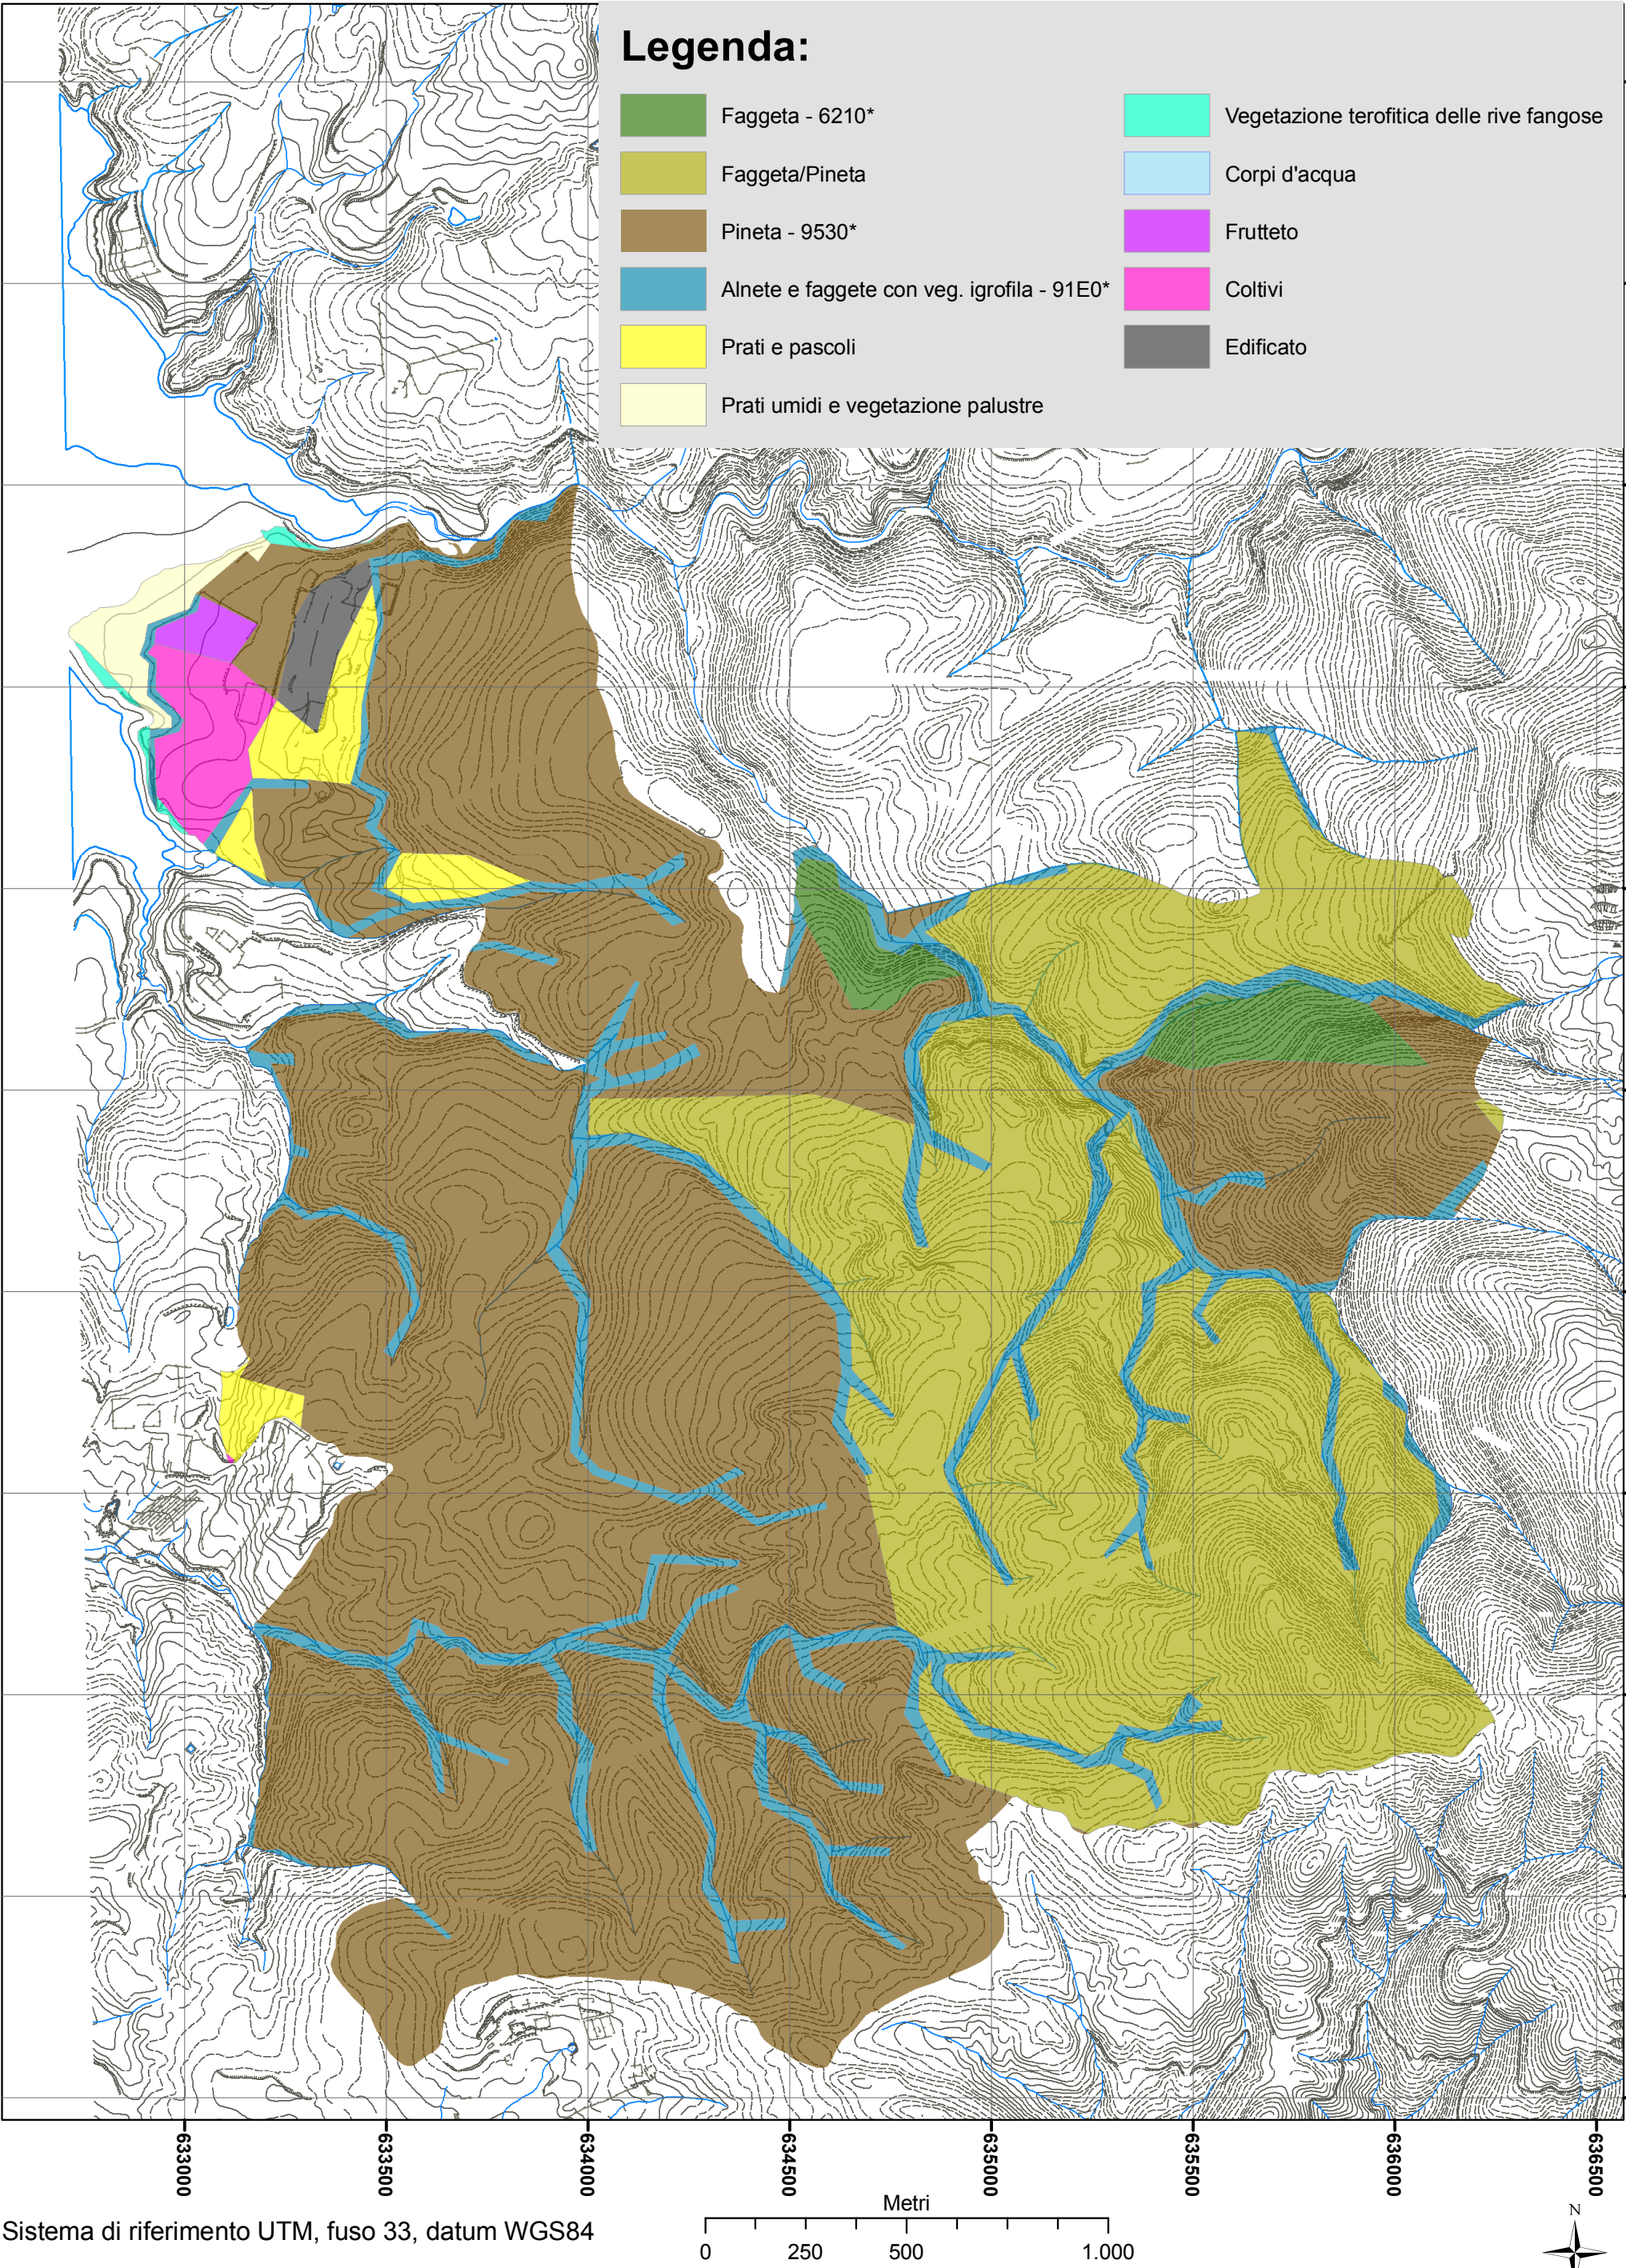 Legenda:
Faggeta - 6210*
Faggeta/Pineta
Pineta - 9530*
Alnete e faggete con veg. igrofila - 91E0*
Prati e pascoli
Prati umidi e vegetazione palustre
Vegetazione terofitica delle rive fangose
Corpi d'acqua
Frutteto
Coltivi
Edificato
633000
633500
634000
634500
635000
635500
636000
636500
Sistema di riferimento UTM, fuso 33, datum WGS84
Metri
0 250 500 1.000
N